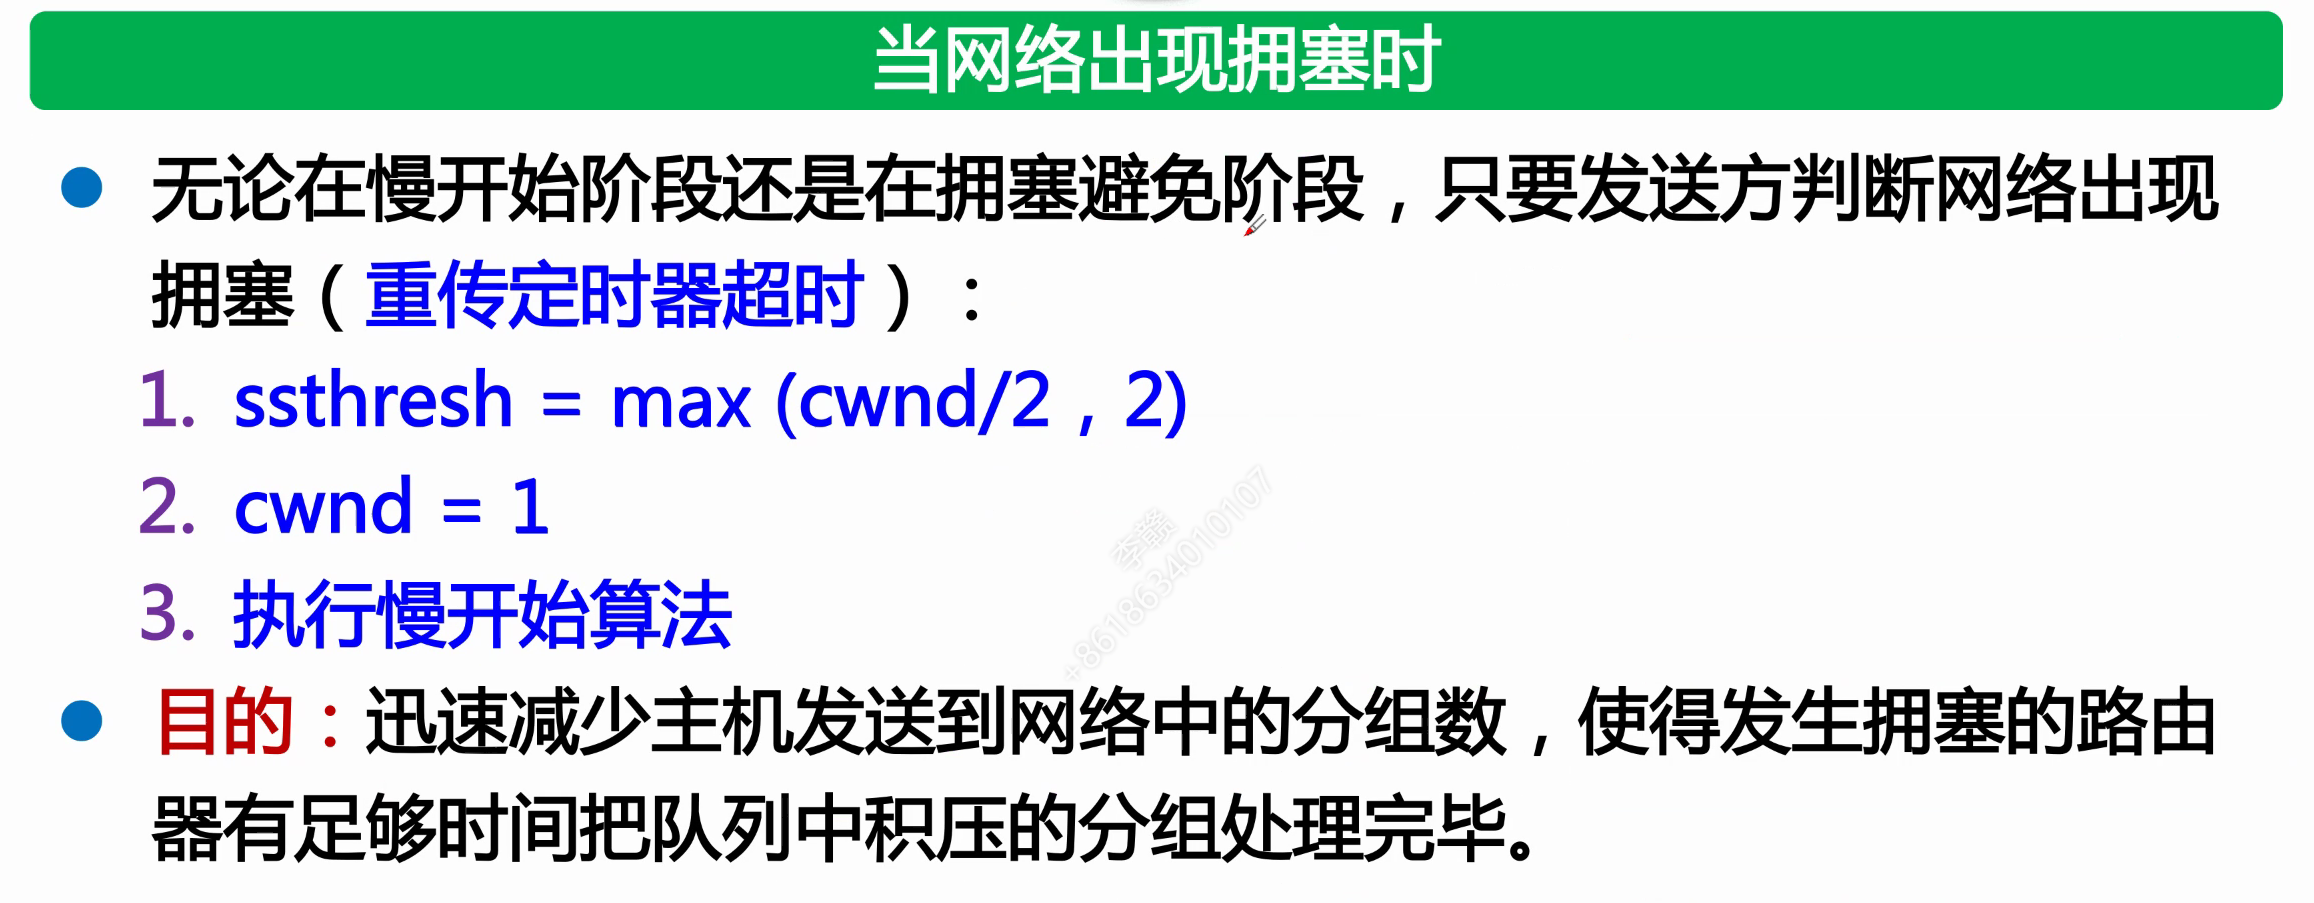 当网络出现拥塞时
无论在慢开始阶段还是在拥塞避免阶段，只要发送方判断网络出现
拥塞（重传定时器超时）：
1. ssthresh = max (cwnd/2，2)
2. cwnd = 1
3. 执行慢开始算法
目的：迅速减少主机发送到网络中的分组数，使得发生拥塞的路由
器有足够时间把队列中积压的分组处理完毕。
李赣
+8618634010107